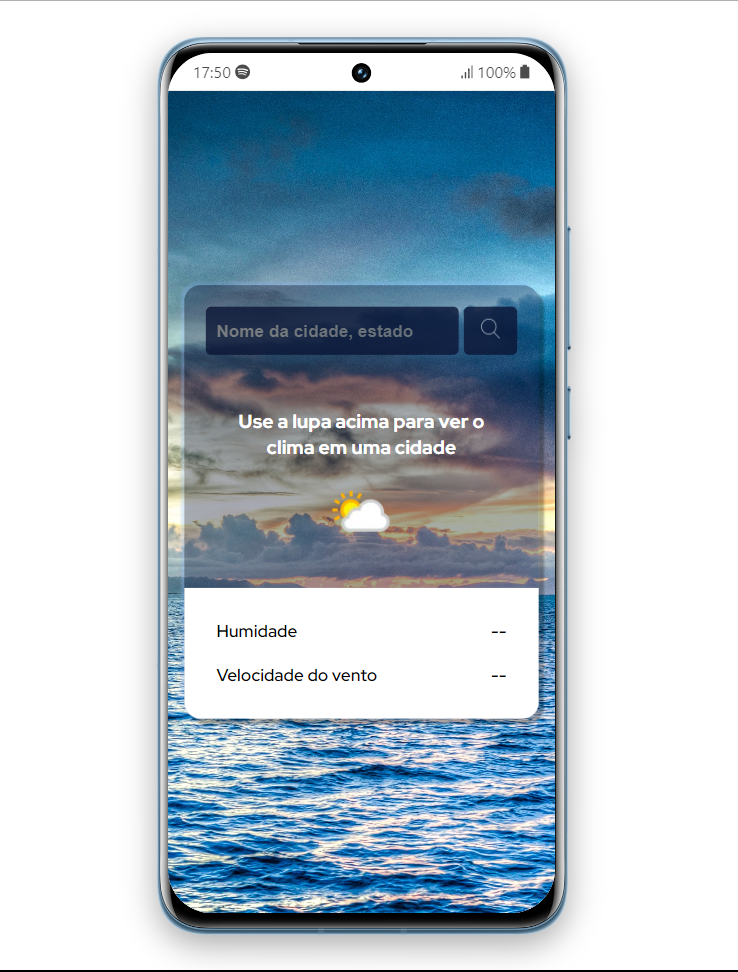 17:50 100%
Nome da cidade, estado
Use a lupa acima para ver o
clima em uma cidade
Humidade --
Velocidade do vento --